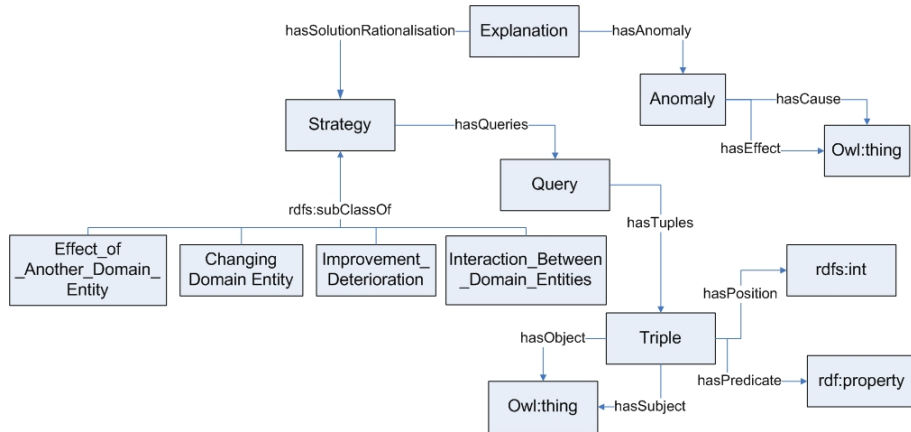 hasSolutionRationalisation
Explanation
hasAnomaly
Anomaly
hasCause
hasEffect
Owl:thing
Strategy
hasQueries
Query
rdfs:subClassOf
hasTuples
Effect_of
_Another_Domain_
Entity
Changing
Domain Entity
Improvement_
Deterioration
Interaction_Between
_Domain_Entities
rdfs:int
hasPosition
hasObject
Triple
hasPredicate
rdf:property
Owl:thing
hasSubject